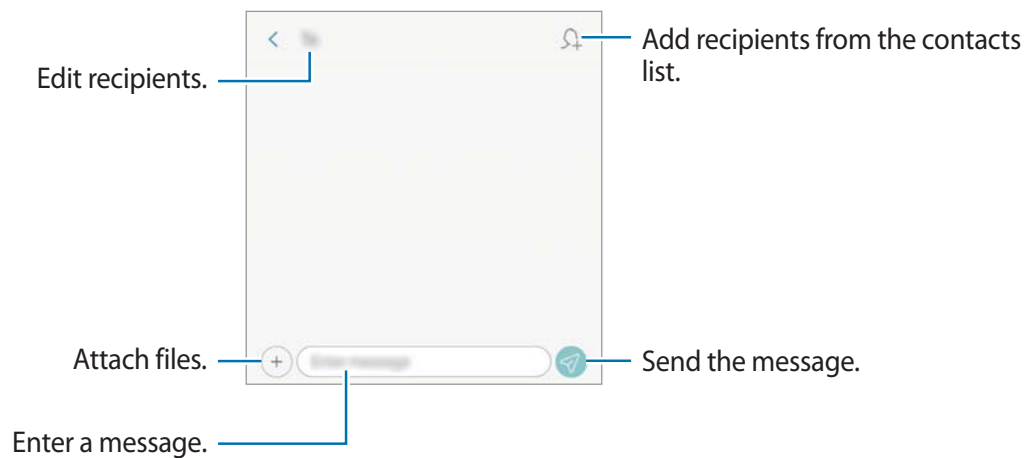 Add recipients from the contacts
list.
Edit recipients.
Attach files.
Send the message.
Enter a message.